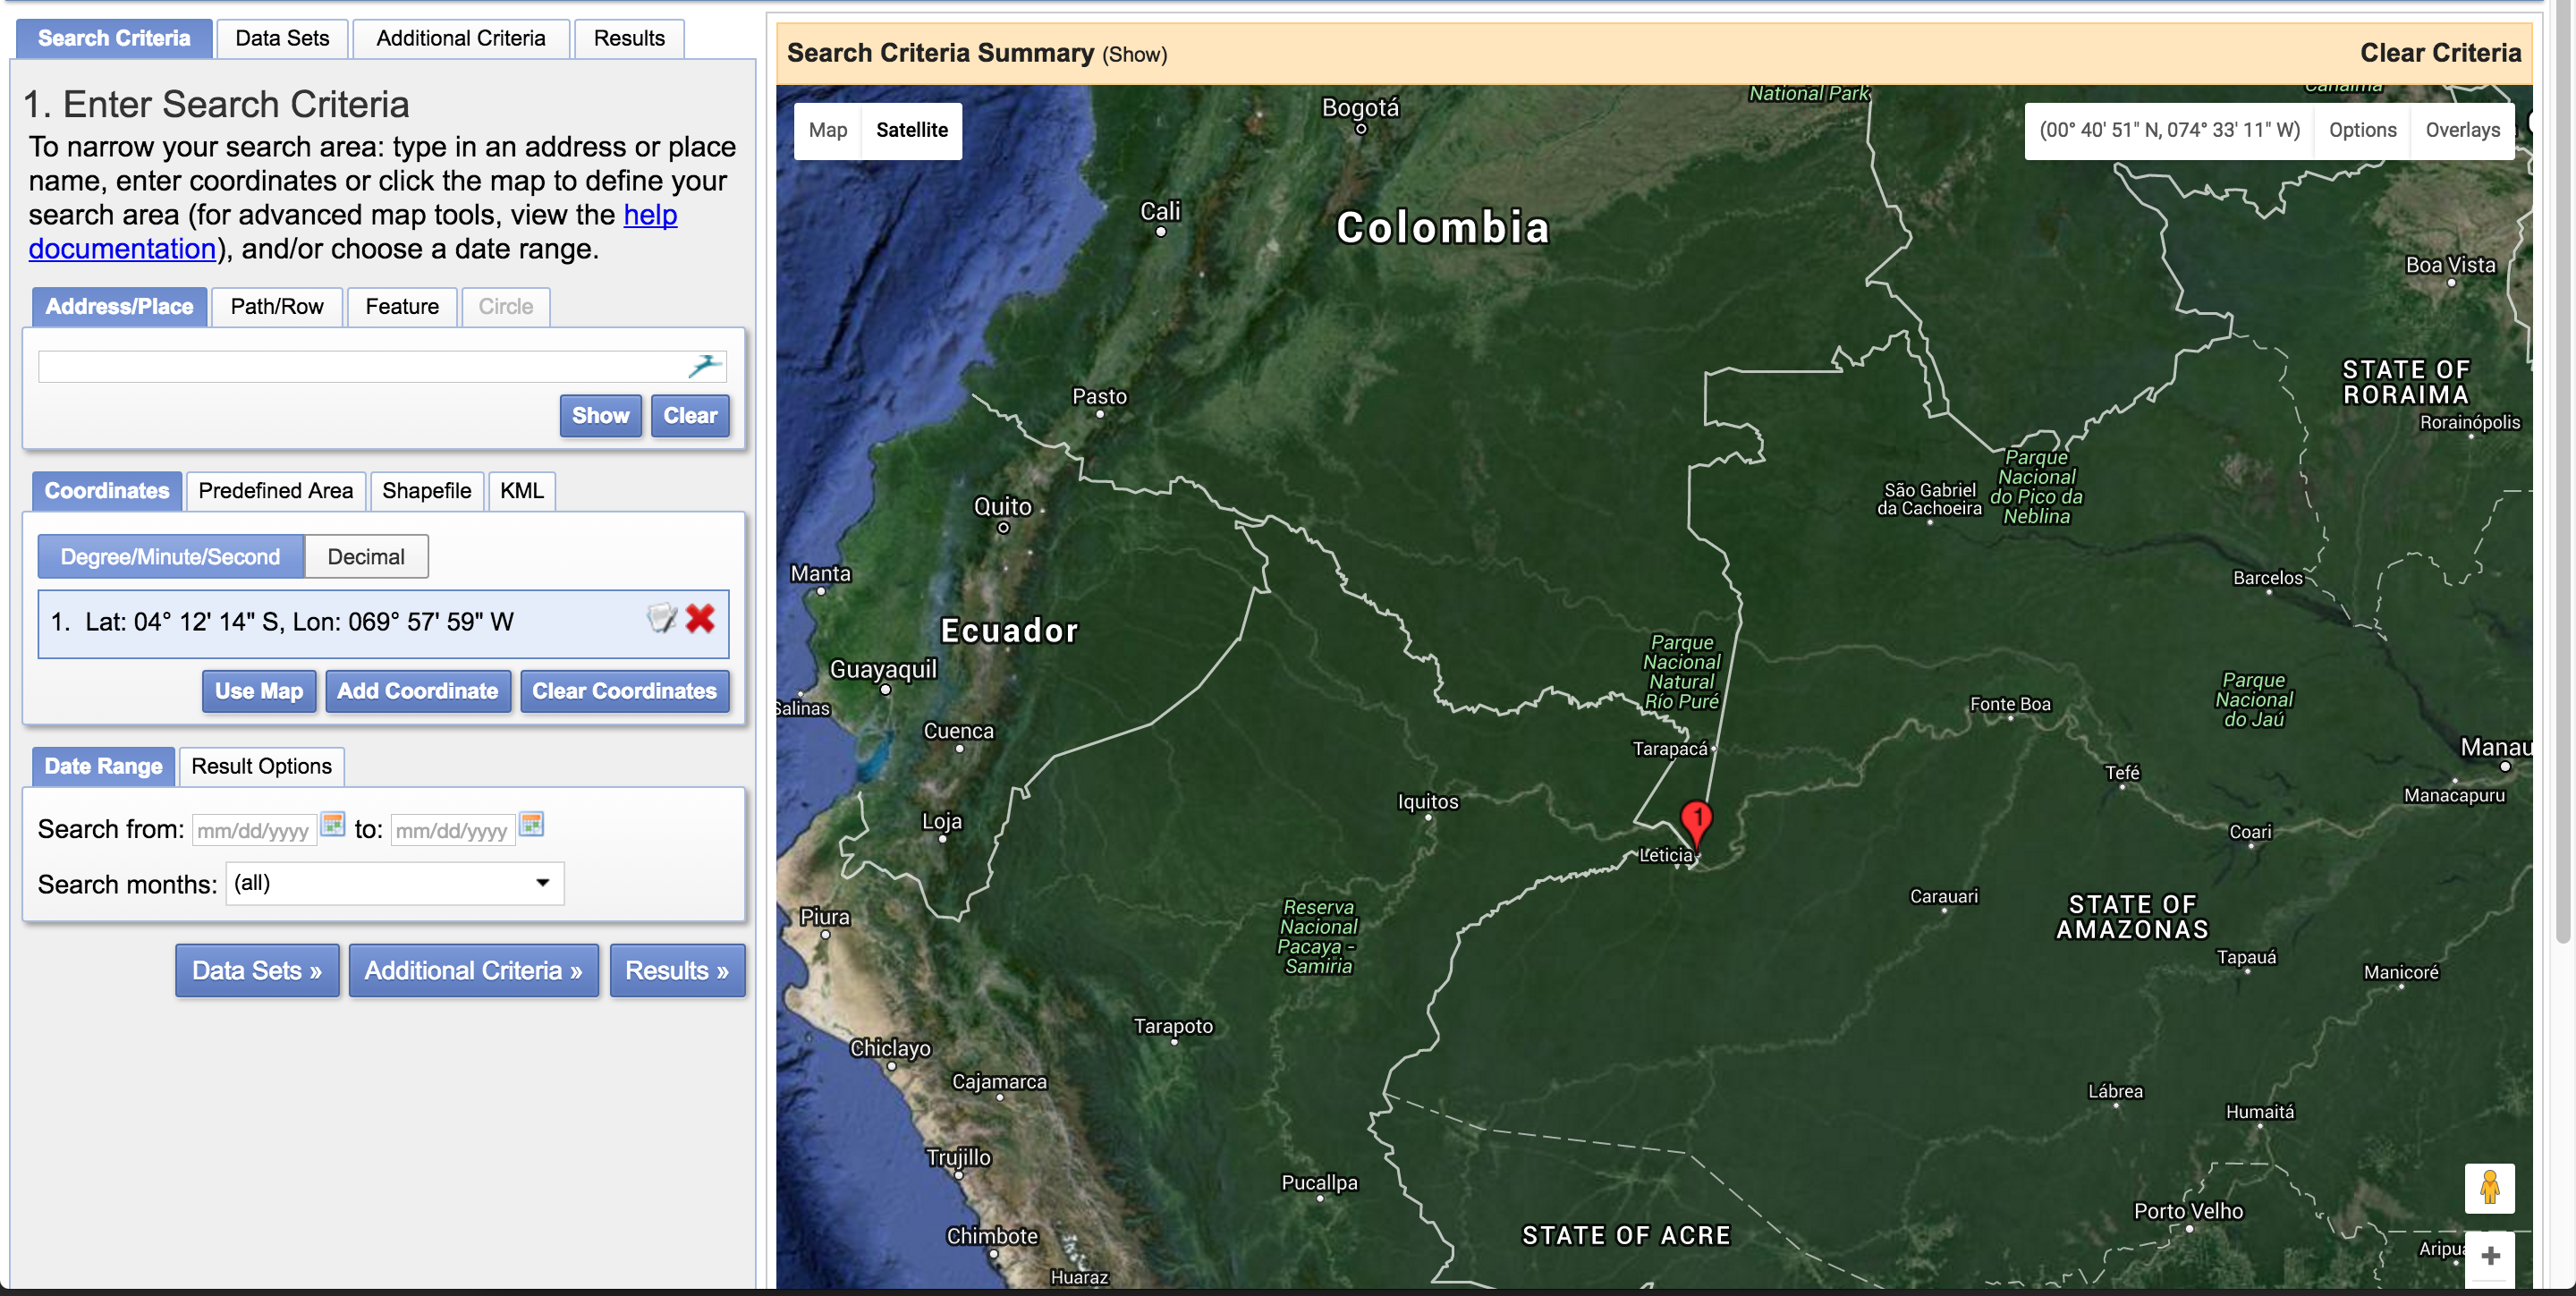 Search Criteria
Data Sets
Additional Criteria
Results
1. Enter Search Criteria
To narrow your search area: type in an address or place
name, enter coordinates or click the map to define your
search area (for advanced map tools, view the help
documentation), and/or choose a date range.
Address/Place
Path/Row
Feature
Circle
Show
Clear
Coordinates
Predefined Area
Shapefile
KML
Degree/Minute/Second
Decimal
1. Lat: 04° 12' 14" S, Lon: 069° 57' 59" W
Use Map
Add Coordinate
Clear Coordinates
Date Range
Result Options
Search from: mm/dd/yyyy to: mm/dd/yyyy
Search months: (all)
Data Sets »
Additional Criteria »
Results »
Search Criteria Summary (Show)
Clear Criteria
Map
Satellite
(00° 40' 51" N, 074° 33' 11" W)
Options
Overlays
National Park
Bogotá
Cali
Colombia
Boa Vista
STATE OF
RORAIMA
Rorainópolis
Pasto
Parque
Nacional
do Pico da
Neblina
São Gabriel
da Cachoeira
Quito
Manta
Barcelos
Ecuador
Parque
Nacional
Natural
Río Puré
Guayaquil
Salinas
Cuenca
Fonte Boa
Parque
Nacional
do Jaú
Tarapacá
Manau
Tefé
Manacapuru
Iquitos
1
Loja
Coari
Leticia
Carauari
STATE OF
AMAZONAS
Piura
Reserva
Nacional
Pacaya -
Samiria
Tapauá
Manicoré
Tarapoto
Chiclayo
Cajamarca
Lábrea
Humaitá
Trujillo
Pucallpa
Porto Velho
Chimbote
STATE OF ACRE
Aripu
Huaraz